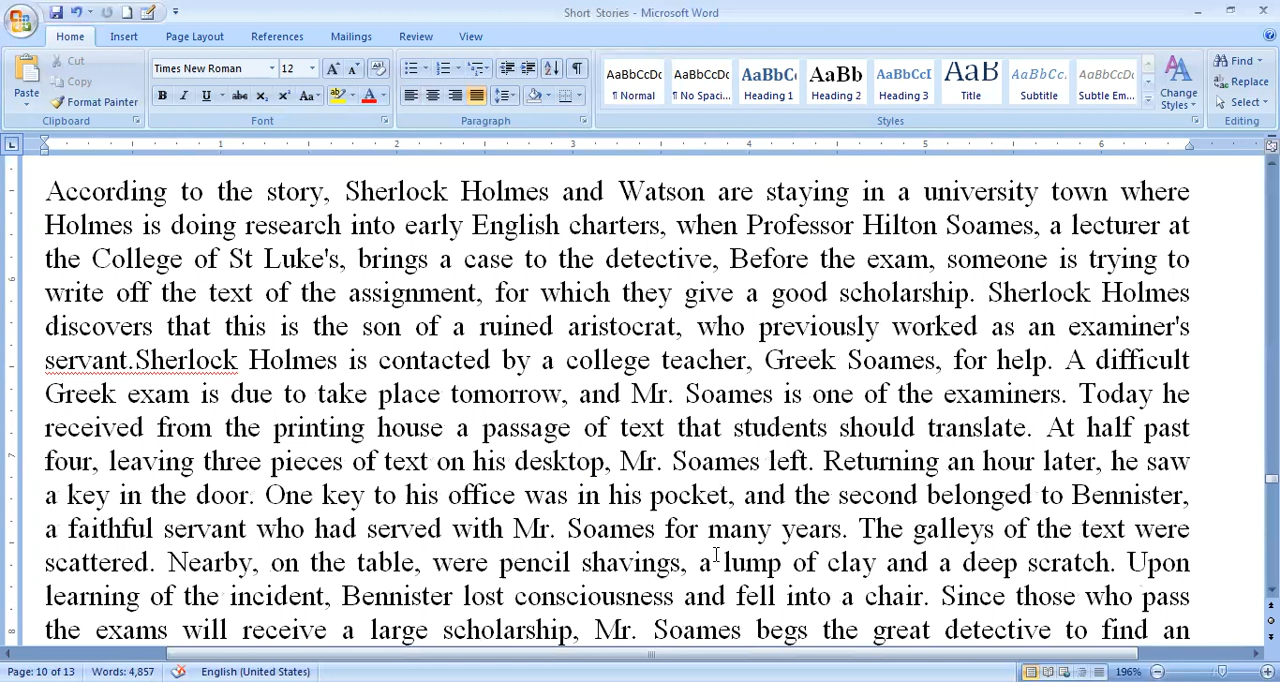 Short Stories - Microsoft Word
Home Insert Page Layout References Mailings Review View
Paste Cut Copy Format Painter
Times New Roman 12
AaBbCcDc AaBbCcDc AaBbC AaBb AaBbCcI AaB AaBbCc. AaBbCcDc
¶ Normal ¶ No Spaci... Heading 1 Heading 2 Heading 3 Title Subtitle Subtle Em...
Change Styles
Find Replace Select
Clipboard Font Paragraph Styles Editing
1 2 3 4 5 6
According to the story, Sherlock Holmes and Watson are staying in a university town where
Holmes is doing research into early English charters, when Professor Hilton Soames, a lecturer at
the College of St Luke's, brings a case to the detective, Before the exam, someone is trying to
write off the text of the assignment, for which they give a good scholarship. Sherlock Holmes
discovers that this is the son of a ruined aristocrat, who previously worked as an examiner's
servant.Sherlock Holmes is contacted by a college teacher, Greek Soames, for help. A difficult
Greek exam is due to take place tomorrow, and Mr. Soames is one of the examiners. Today he
received from the printing house a passage of text that students should translate. At half past
four, leaving three pieces of text on his desktop, Mr. Soames left. Returning an hour later, he saw
a key in the door. One key to his office was in his pocket, and the second belonged to Bennister,
a faithful servant who had served with Mr. Soames for many years. The galleys of the text were
scattered. Nearby, on the table, were pencil shavings, a lump of clay and a deep scratch. Upon
learning of the incident, Bennister lost consciousness and fell into a chair. Since those who pass
the exams will receive a large scholarship, Mr. Soames begs the great detective to find an
Page: 10 of 13 Words: 4,857 English (United States) 196%